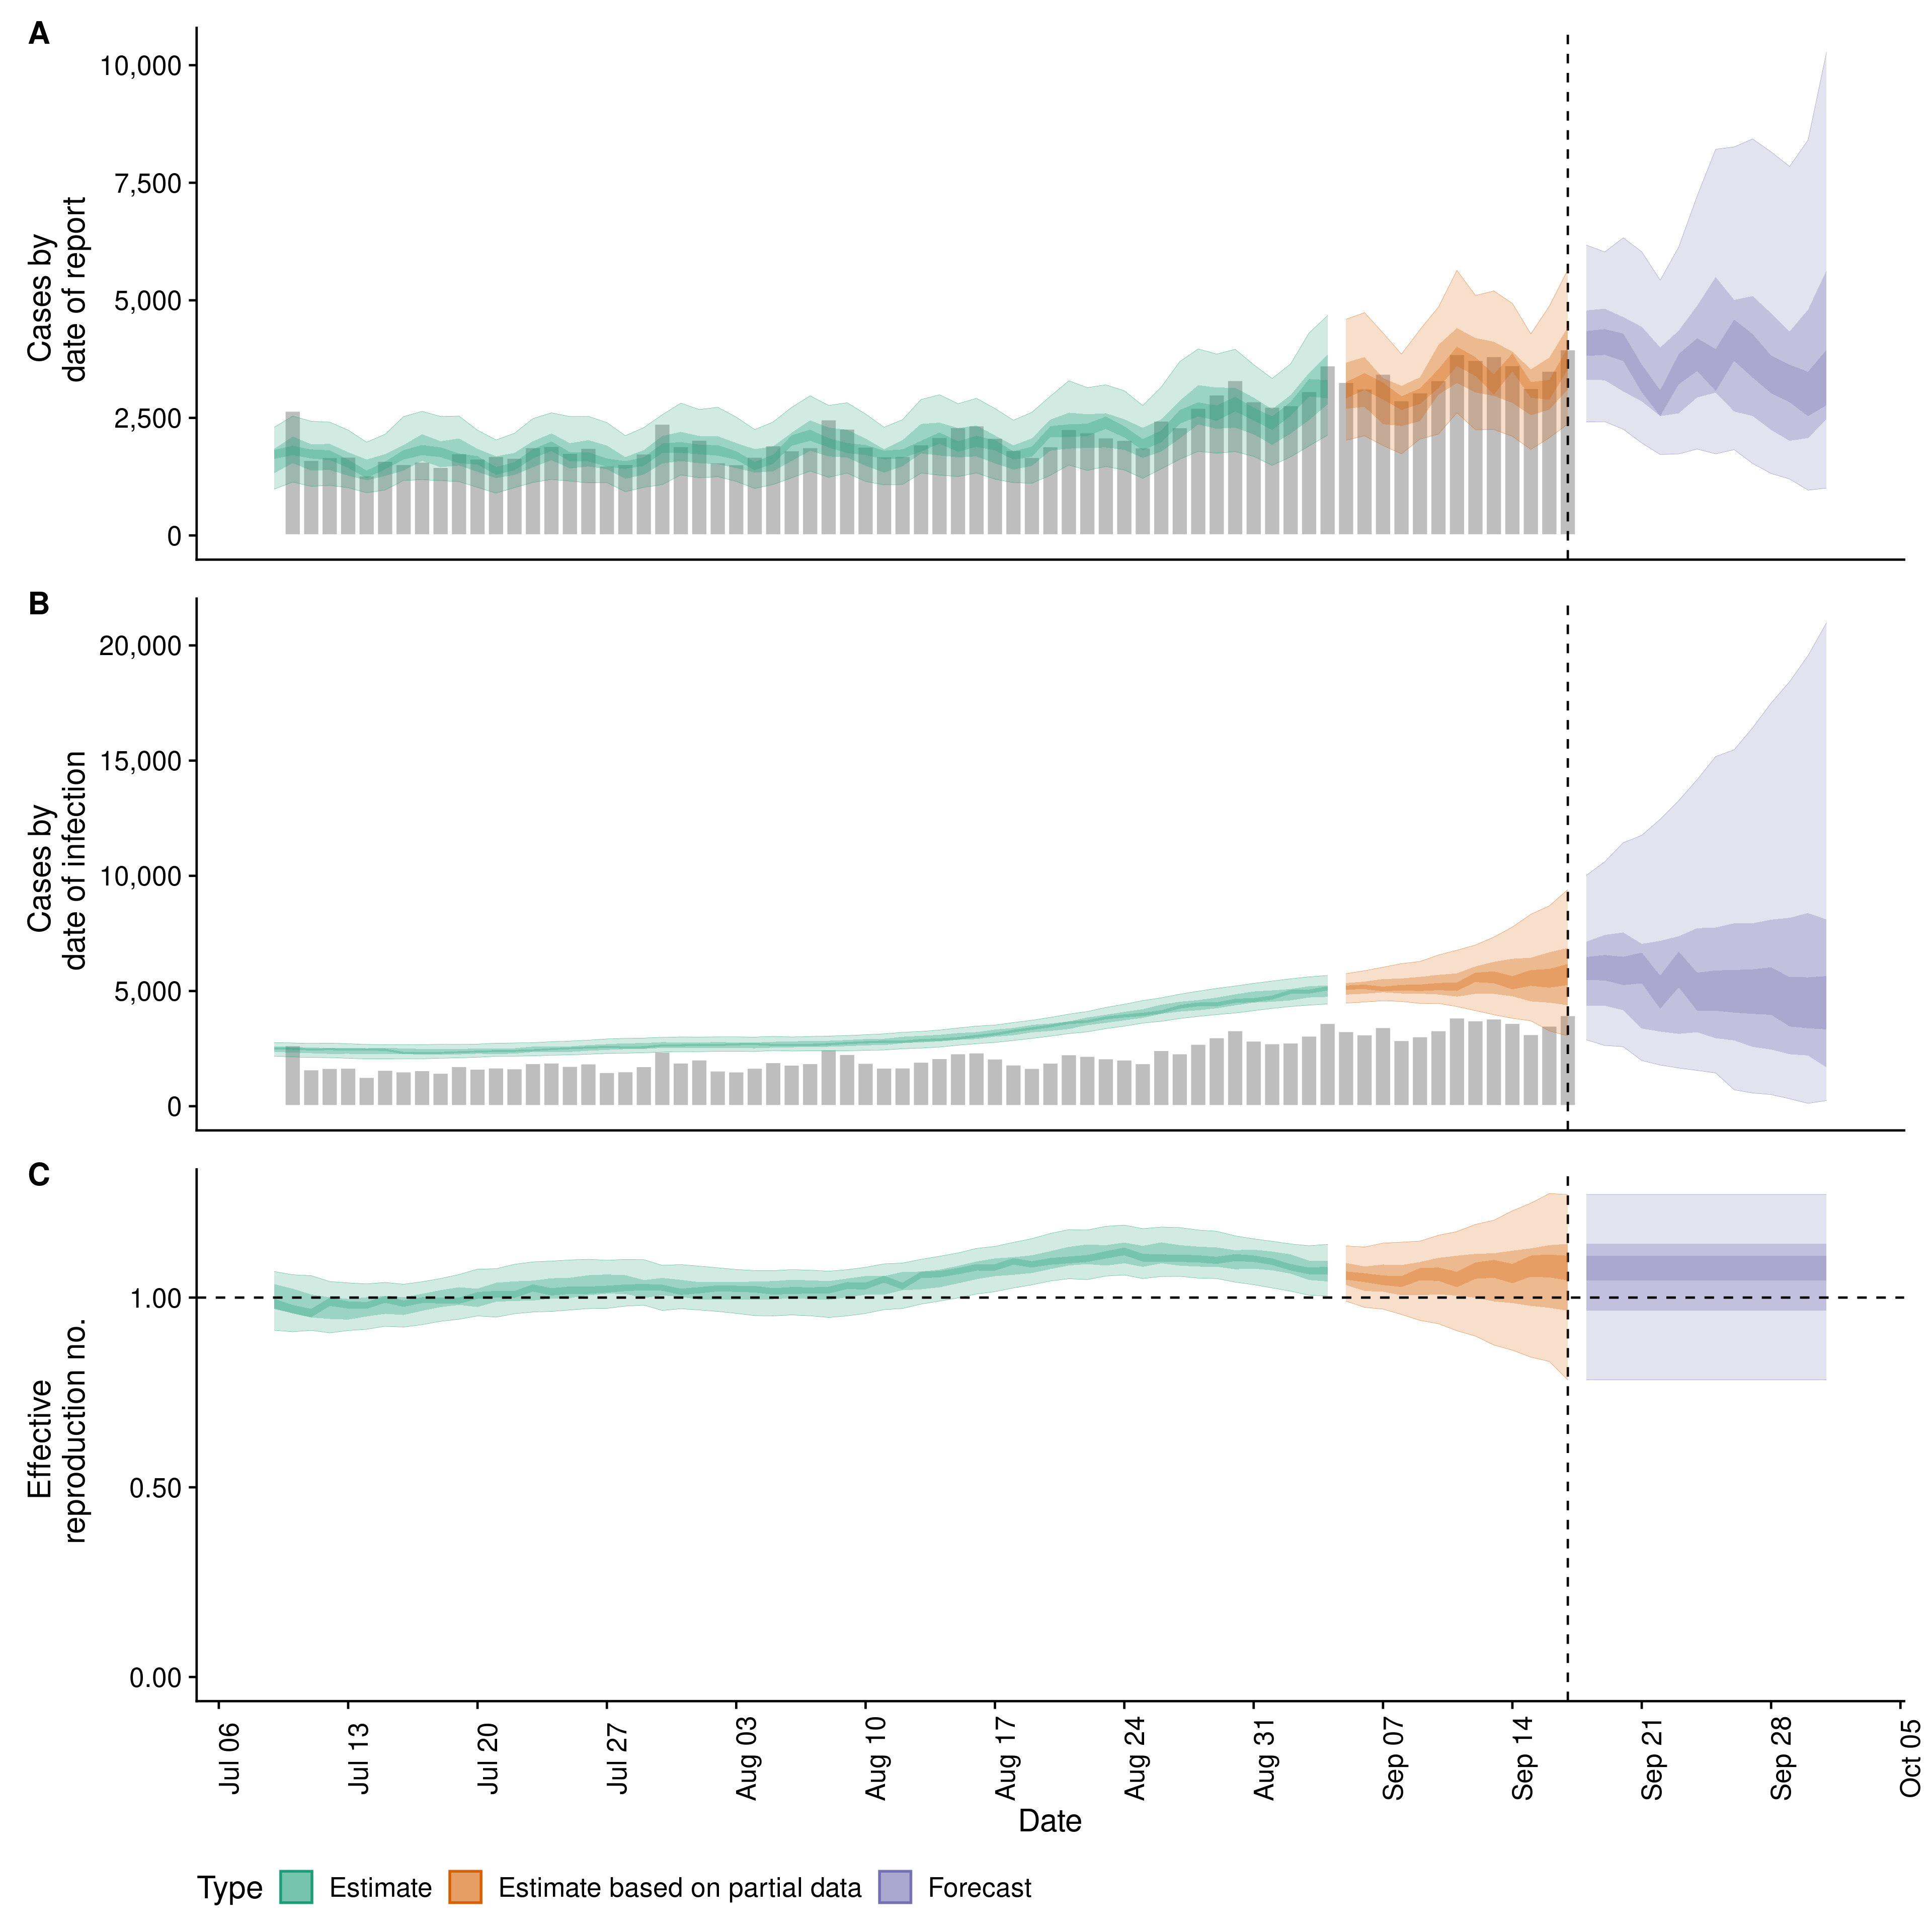 A
Cases by
date of report
10,000
7,500
5,000
2,500
0
B
Cases by
date of infection
20,000
15,000
10,000
5,000
0
C
Effective
reproduction no.
1.00
0.50
0.00
Jul 06
Jul 13
Jul 20
Jul 27
Aug 03
Aug 10
Aug 17
Aug 24
Aug 31
Sep 07
Sep 14
Sep 21
Sep 28
Oct 05
Date
Type
Estimate
Estimate based on partial data
Forecast